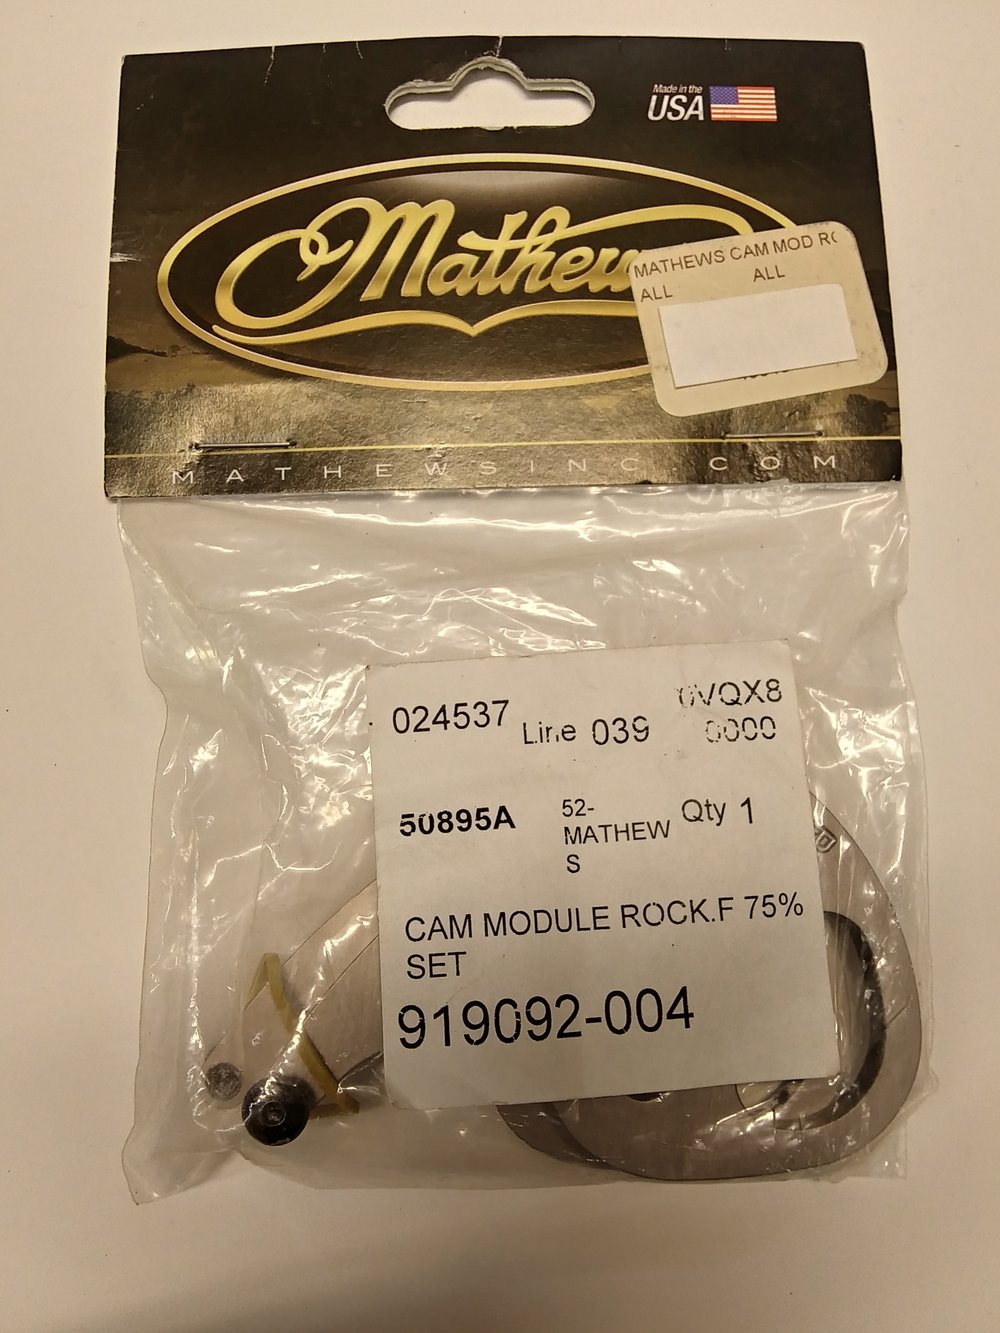 Made in the
USA
Mathews
MATHEWS CAM MOD
ALL ALL
MATHEWSINC.COM
024537 Line 039 0VQX8
0000
50895A 52-
MATHEW
S
Qty 1
CAM MODULE ROCK.F 75%
SET
919092-004